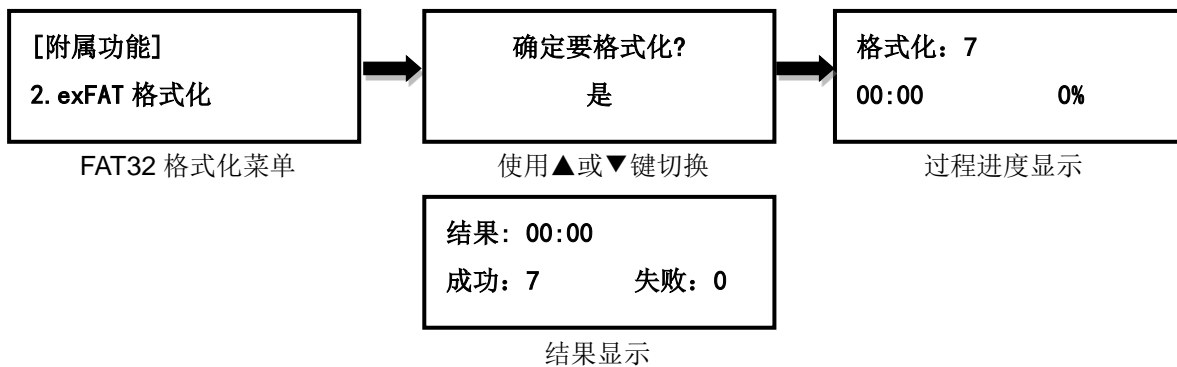 [附属功能]
2. exFAT 格式化
FAT32 格式化菜单
确定要格式化?
是
使用▲或▼键切换
格式化：7
00:00 0%
过程进度显示
结果: 00:00
成功：7 失败：0
结果显示